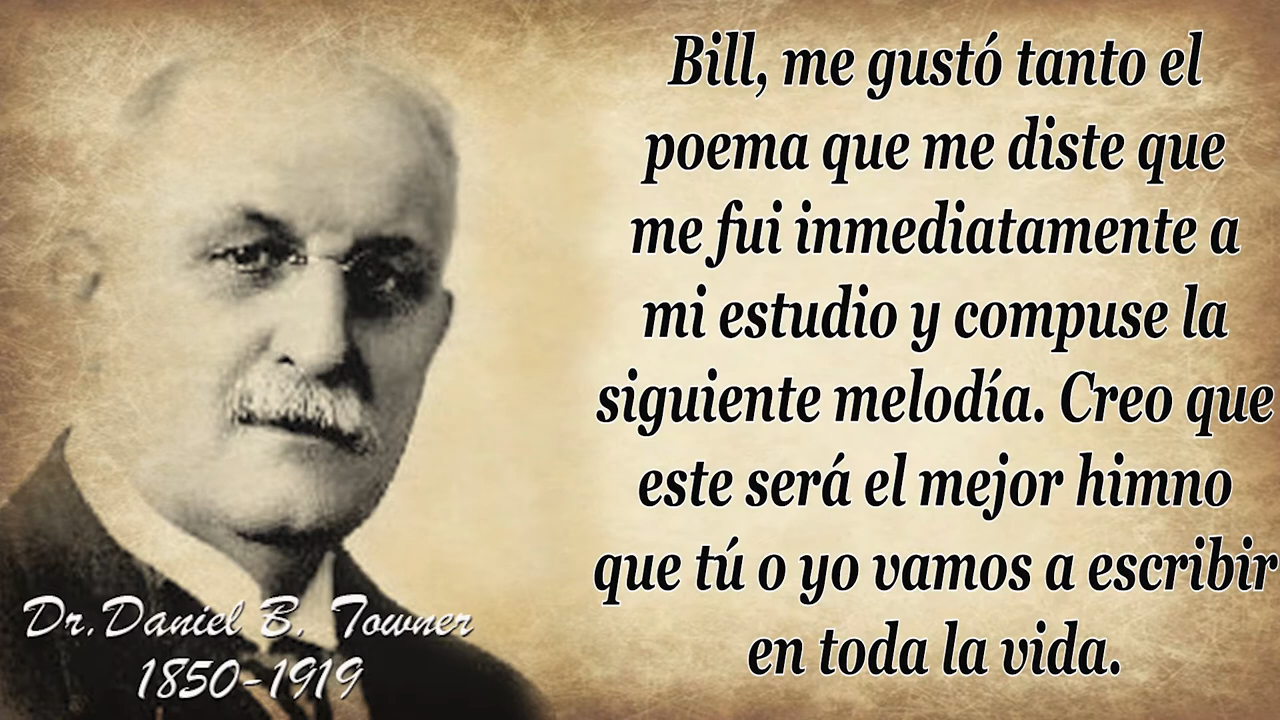 Bill, me gustó tanto el
poema que me diste que
me fui inmediatamente a
mi estudio y compuse la
siguiente melodía. Creo que
este será el mejor himno
que tú o yo vamos a escribir
en toda la vida.
Dr. Daniel B. Towner
1850-1919